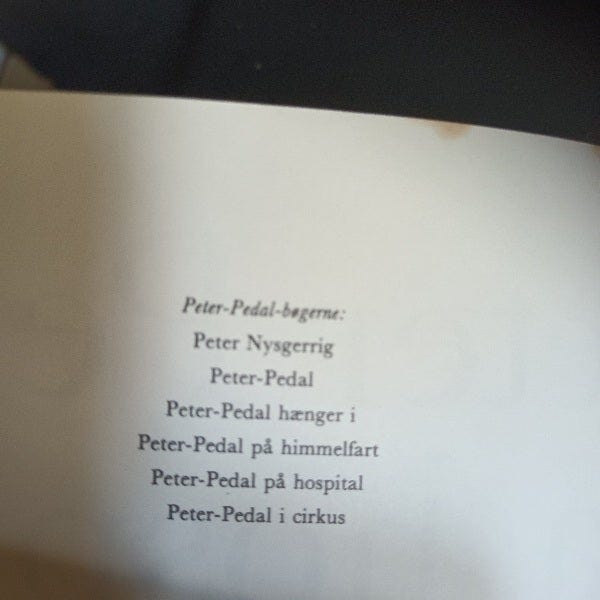 Peter-Pedal-bøgerne:
Peter Nysgerrig
Peter-Pedal
Peter-Pedal hænger i
Peter-Pedal på himmelfart
Peter-Pedal på hospital
Peter-Pedal i cirkus